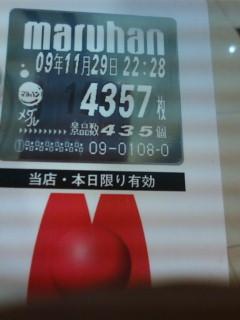 maruhan
09年11月29日 22:28
マルハン
メダル
14357枚
景品数435個
09-0108-0
当店・本日限り有効